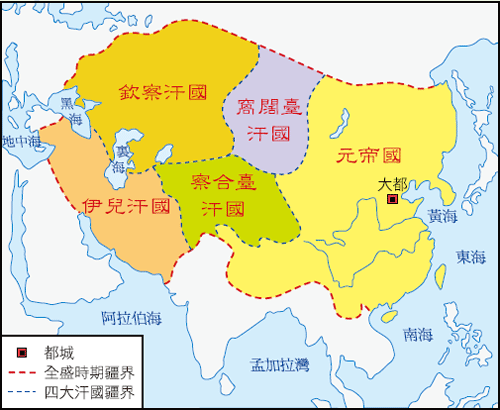 欽察汗國
窩闊臺
汗國
元帝國
黑
海
地中海
裏
海
大都
察合臺
汗國
伊兒汗國
黃海
東海
阿拉伯海
南海
孟加拉灣
都城
全盛時期疆界
四大汗國疆界